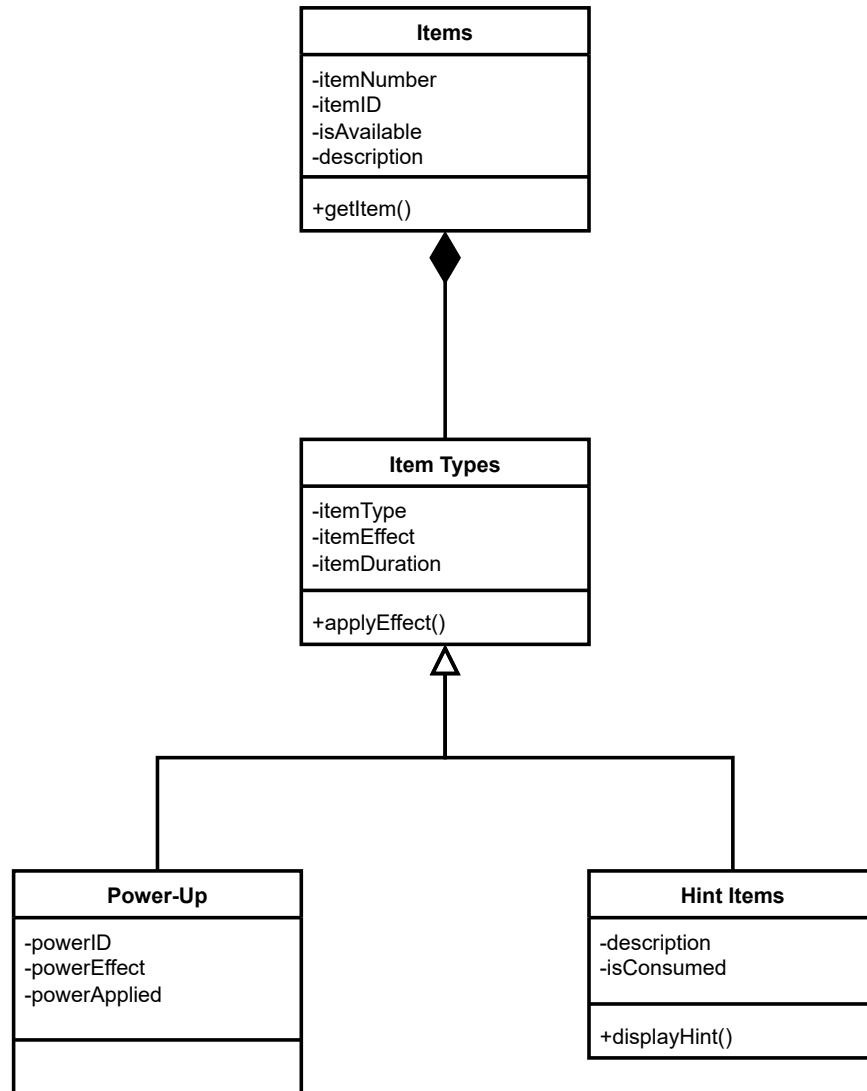 Items
-itemNumber
-itemID
-isAvailable
-description
+getItem()
Item Types
-itemType
-itemEffect
-itemDuration
+applyEffect()
Power-Up
-powerID
-powerEffect
-powerApplied
Hint Items
-description
-isConsumed
+displayHint()